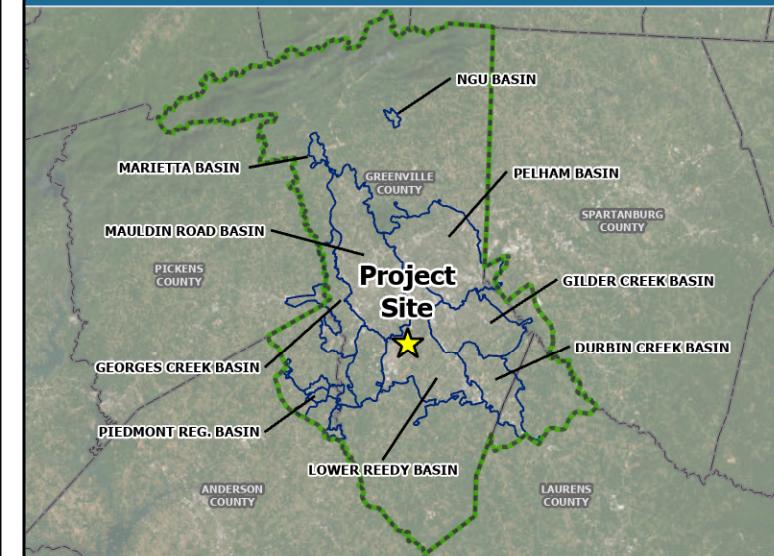 NGU BASIN
MARIETTA BASIN
GREENVILLE
COUNTY
PELHAM BASIN
SPARTANBURG
COUNTY
MAULDIN ROAD BASIN
PICKENS
COUNTY
Project
Site
GILDER CREEK BASIN
DURBIN CREEK BASIN
GEORGES CREEK BASIN
PIEDMONT REG. BASIN
LOWER REEDY BASIN
ANDERSON
COUNTY
LAURENS
COUNTY